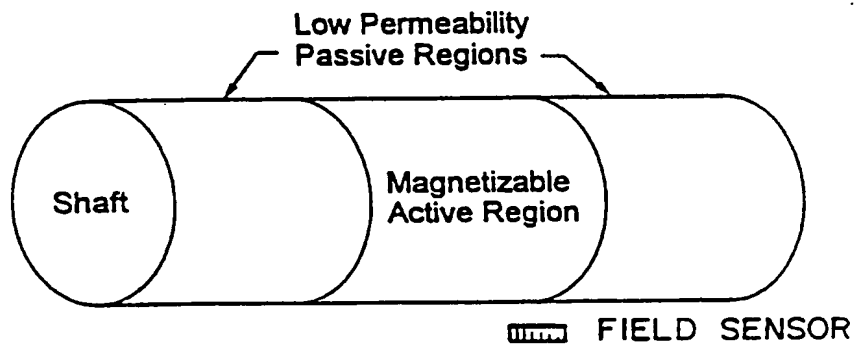 Low Permeability
Passive Regions
Shaft
Magnetizable
Active Region
FIELD SENSOR